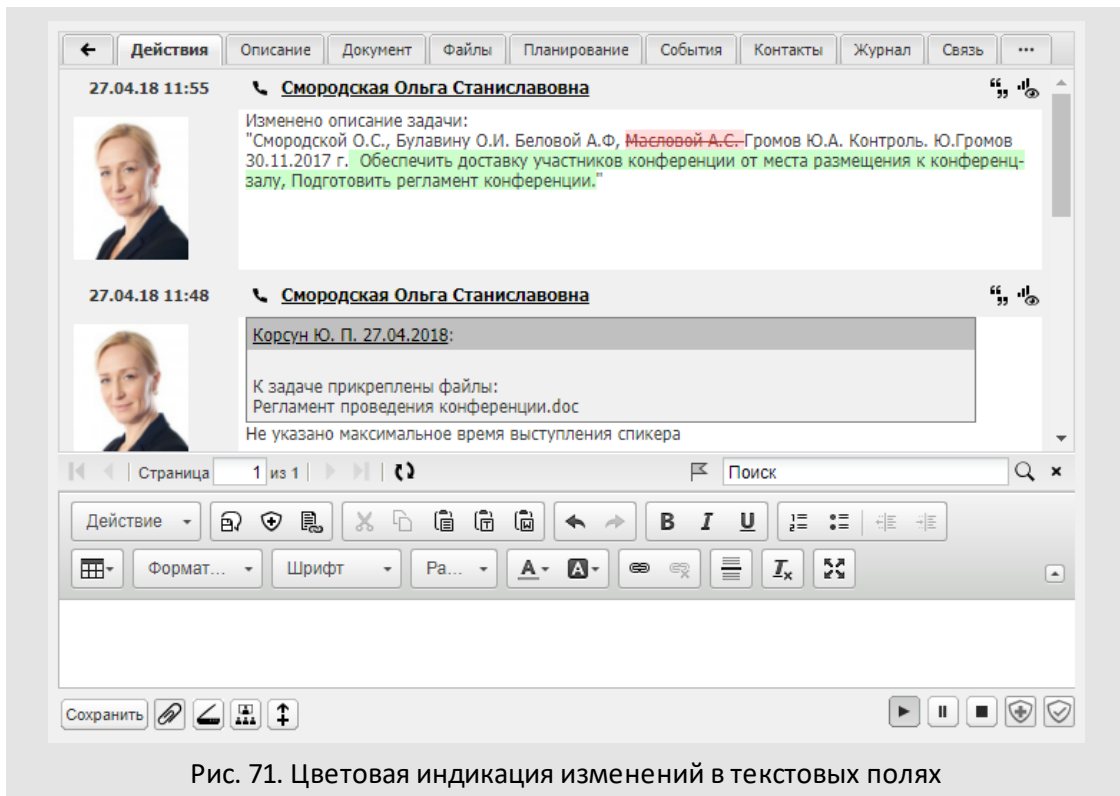 Действия Описание Документ Файлы Планирование События Контакты Журнал Связь ...
27.04.18 11:55 Смородская Ольга Станиславовна
Изменено описание задачи:
"Смородской О.С., Булавину О.И. Беловой А.Ф, Масловой А.С. Громов Ю.А. Контроль. Ю.Громов
30.11.2017 г. Обеспечить доставку участников конференции от места размещения к конференц-
залу, Подготовить регламент конференции."
27.04.18 11:48 Смородская Ольга Станиславовна
Корсун Ю. П. 27.04.2018:
К задаче прикреплены файлы:
Регламент проведения конференции.doc
Не указано максимальное время выступления спикера
Страница 1 из 1 Поиск
Действие B I U
Формат... Шрифт Ра... A A Ix
Сохранить
Рис. 71. Цветовая индикация изменений в текстовых полях